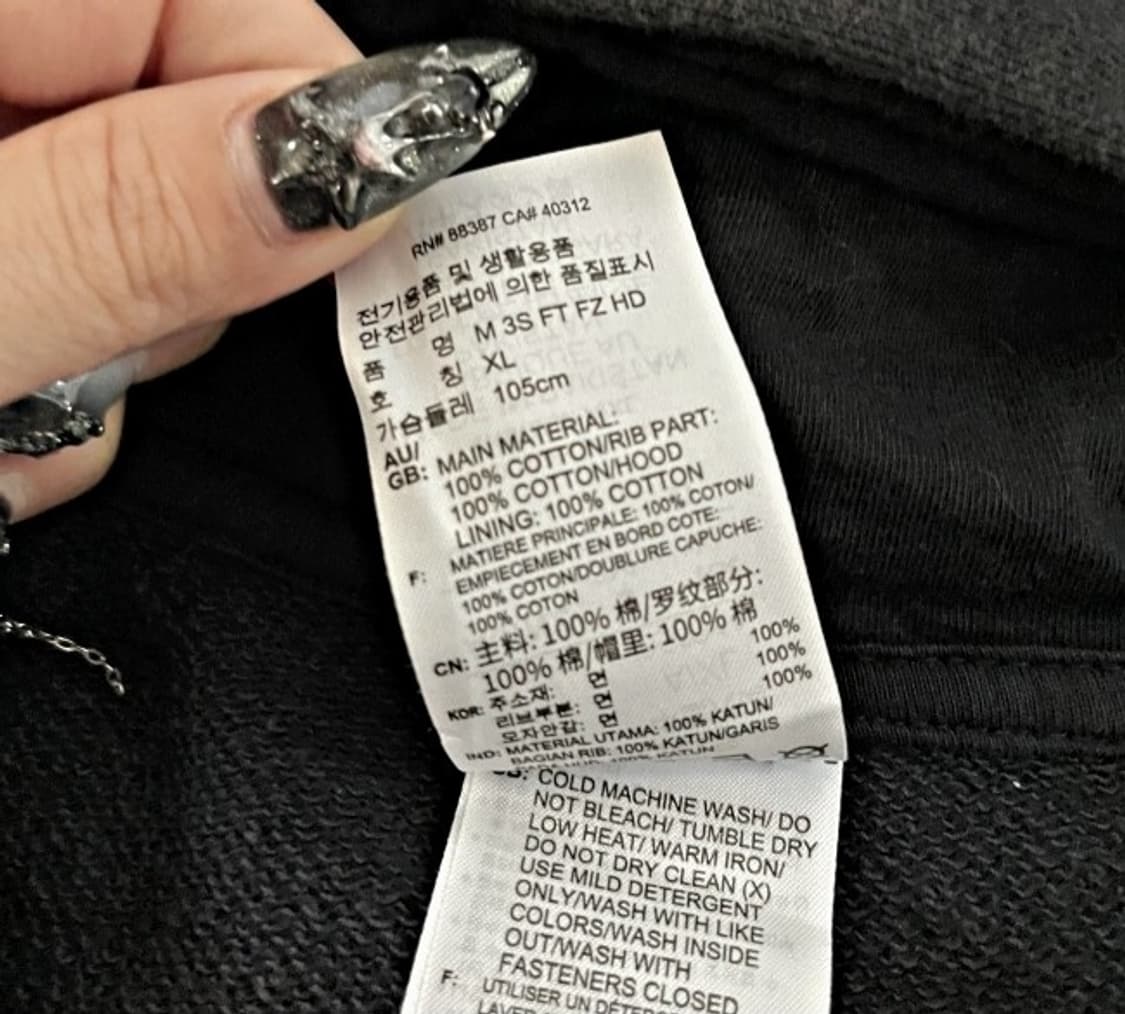 RN# 88387 CA# 40312
전기용품 및 생활용품
안전관리법에 의한 품질표시
품 명 M 3S FT FZ HD
호 칭 XL
가슴둘레 105cm
AU/
GB: MAIN MATERIAL:
100% COTTON/RIB PART:
100% COTTON/HOOD
LINING: 100% COTTON
F: MATIERE PRINCIPALE: 100% COTON/
EMPIECEMENT EN BORD COTE:
100% COTON/DOUBLURE CAPUCHE:
100% COTON
CN: 主料: 100% 棉/罗纹部分:
100% 棉/帽里: 100% 棉
KOR: 주소재: 면 100%
리브부분: 면 100%
모자안감: 면 100%
IND: MATERIAL UTAMA: 100% KATUN/
BAGIAN RIB: 100% KATUN/GARIS
100% KATUN
COLD MACHINE WASH/ DO
NOT BLEACH/ TUMBLE DRY
LOW HEAT/ WARM IRON/
DO NOT DRY CLEAN (X)
USE MILD DETERGENT
ONLY/WASH WITH LIKE
COLORS/WASH INSIDE
OUT/WASH WITH
FASTENERS CLOSED
F: UTILISER UN